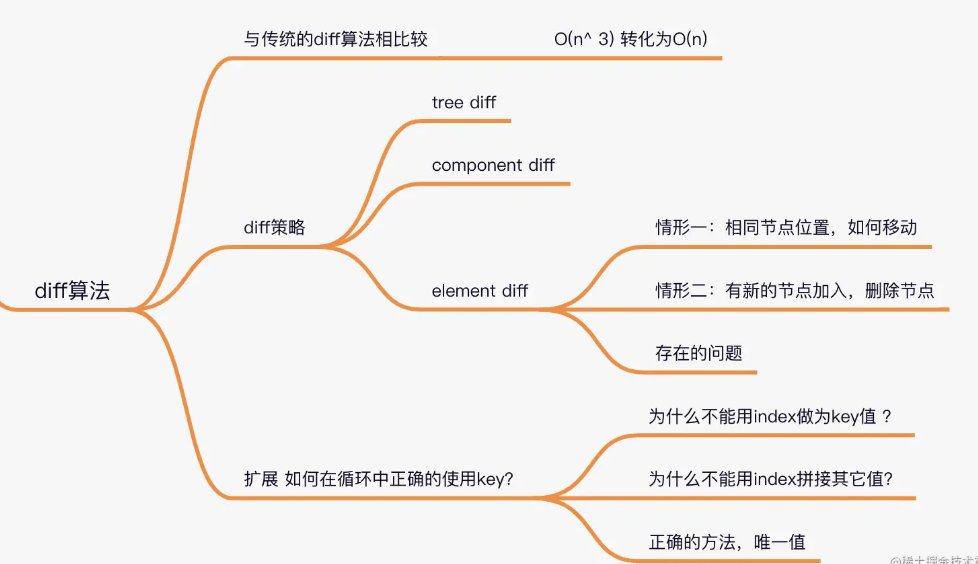 与传统的diff算法相比较
O(n^ 3) 转化为O(n)
tree diff
component diff
diff策略
情形一：相同节点位置，如何移动
diff算法
element diff
情形二：有新的节点加入，删除节点
存在的问题
为什么不能用index做为key值 ？
扩展 如何在循环中正确的使用key?
为什么不能用index拼接其它值?
正确的方法，唯一值
@稀土掘金技术